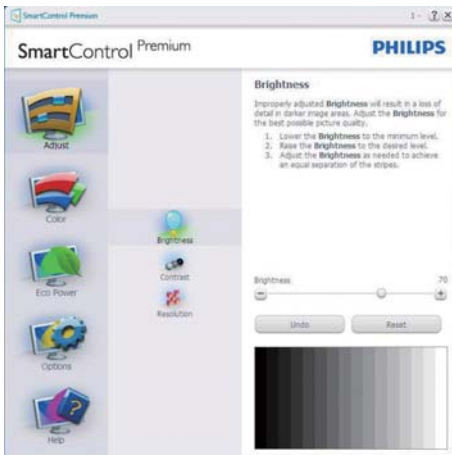 SmartControl Premium
1 - ? X
SmartControl Premium
PHILIPS
Adjust
Color
Eco Power
Options
Help
Brightness
Contrast
Resolution
Brightness
Improperly adjusted Brightness will result in a loss of
detail in darker image areas. Adjust the Brightness for
the best possible picture quality.
1. Lower the Brightness to the minimum level.
2. Raise the Brightness to the desired level.
3. Adjust the Brightness as needed to achieve
an equal separation of the stripes.
Brightness 70
Undo Reset